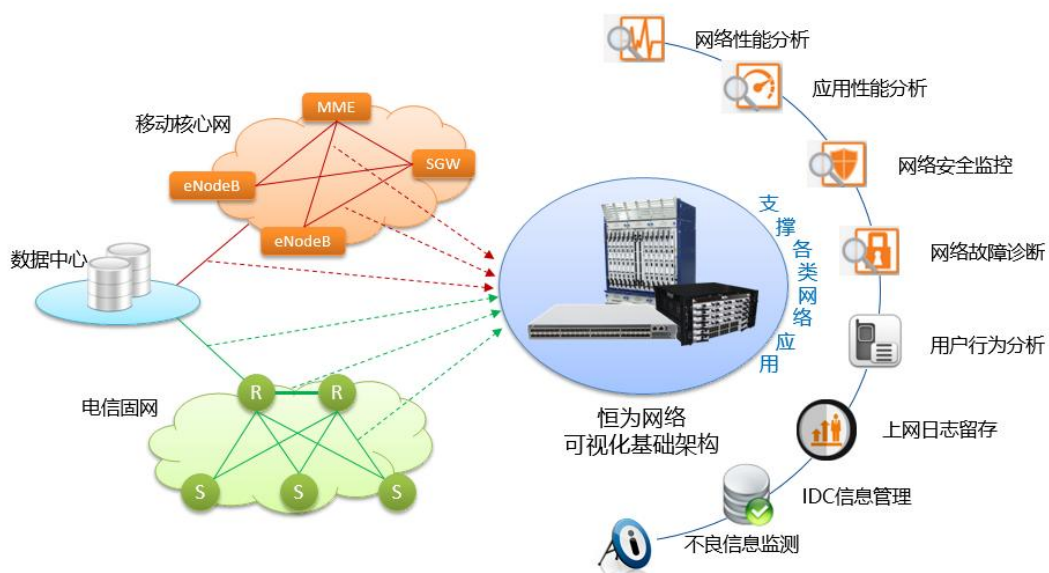 移动核心网
MME
SGW
eNodeB
eNodeB
数据中心
电信固网
R
R
S
S
S
支撑各类网络应用
恒为网络
可视化基础架构
网络性能分析
应用性能分析
网络安全监控
网络故障诊断
用户行为分析
上网日志留存
IDC信息管理
不良信息监测